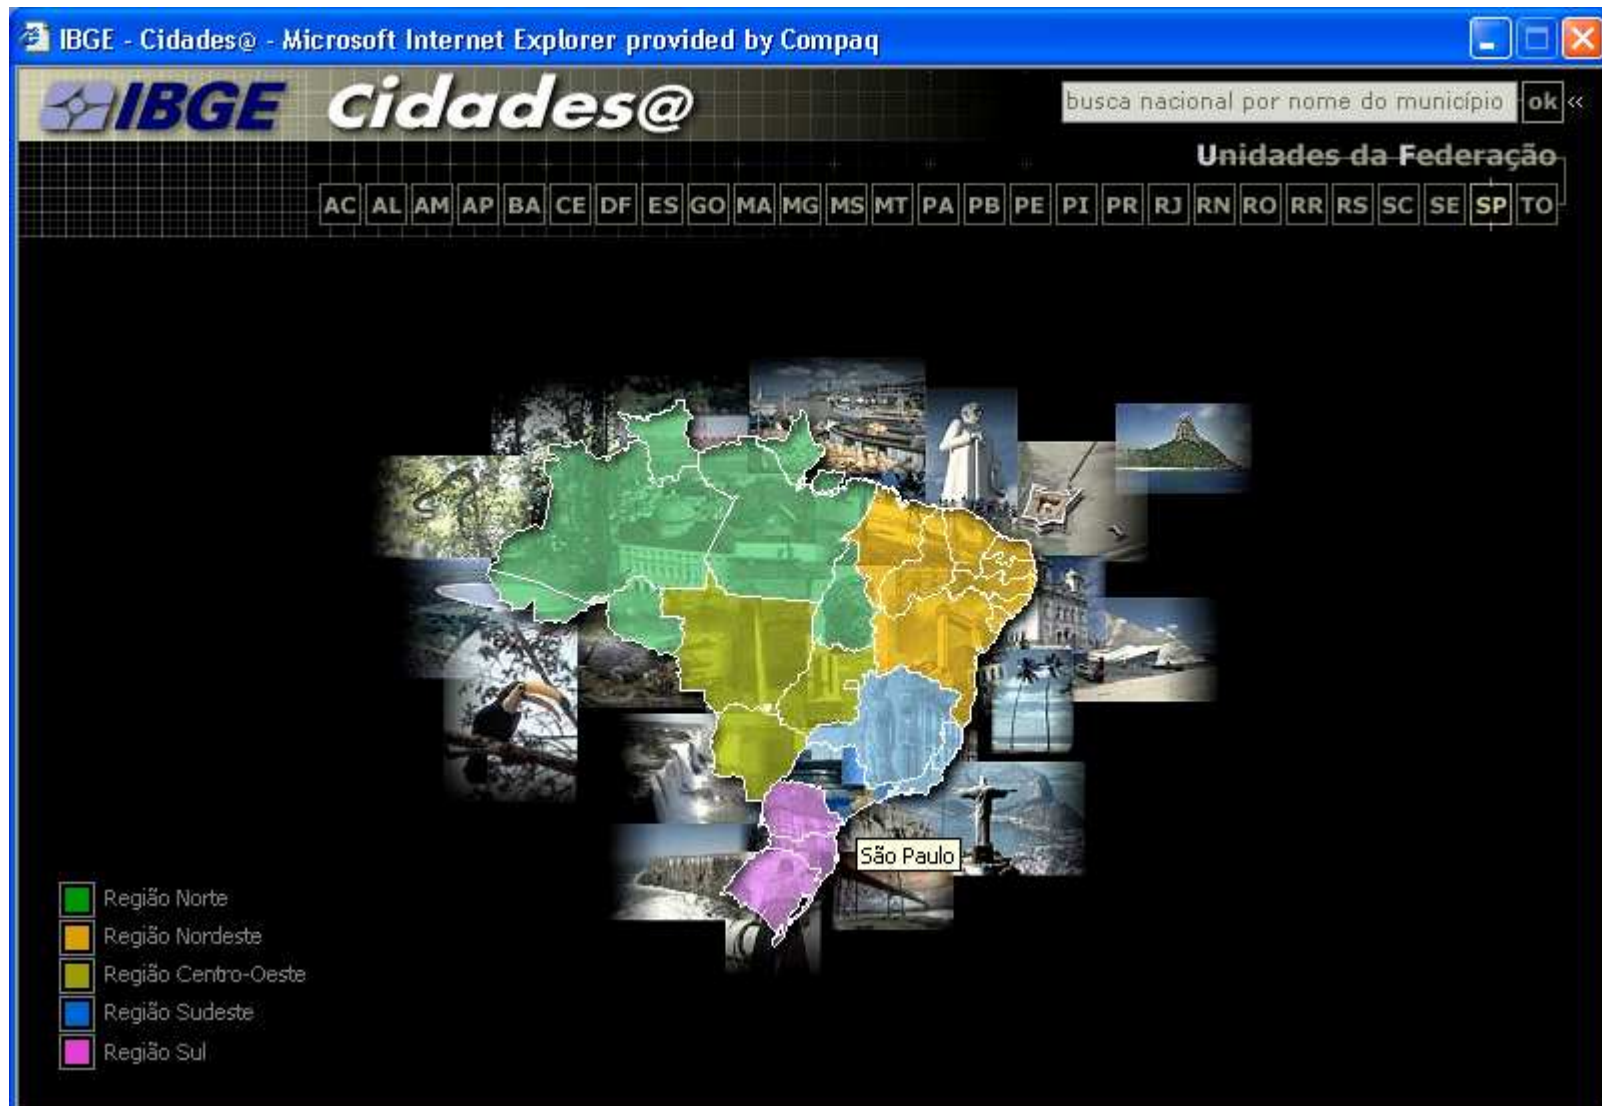 IBGE - Cidades@ - Microsoft Internet Explorer provided by Compaq
IBGE Cidades@
busca nacional por nome do município ok «
Unidades da Federação
AC AL AM AP BA CE DF ES GO MA MG MS MT PA PB PE PI PR RJ RN RO RR RS SC SE SP TO
São Paulo
Região Norte
Região Nordeste
Região Centro-Oeste
Região Sudeste
Região Sul